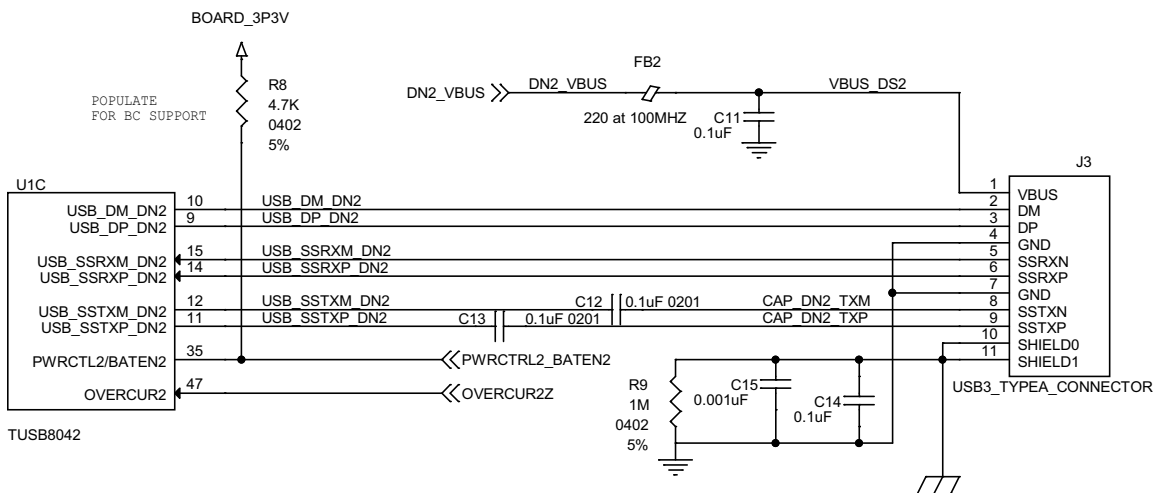 BOARD_3P3V
R8
4.7K
0402
5%
POPULATE
FOR BC SUPPORT
FB2
DN2_VBUS
DN2_VBUS
VBUS_DS2
220 at 100MHZ
C11
0.1uF
J3
U1C
USB_DM_DN2
10
USB_DM_DN2
1
VBUS
USB_DP_DN2
9
USB_DP_DN2
2
DM
3
DP
4
GND
USB_SSRXM_DN2
15
USB_SSRXM_DN2
5
SSRXN
USB_SSRXP_DN2
14
USB_SSRXP_DN2
6
SSRXP
7
GND
USB_SSTXM_DN2
12
USB_SSTXM_DN2
C12
0.1uF 0201
CAP_DN2_TXM
8
SSTXN
USB_SSTXP_DN2
11
USB_SSTXP_DN2
C13
0.1uF 0201
CAP_DN2_TXP
9
SSTXP
10
SHIELD0
PWRCTL2/BATEN2
35
PWRCTRL2_BATEN2
11
SHIELD1
OVERCUR2
47
OVERCUR2Z
USB3_TYPEA_CONNECTOR
R9
1M
0402
5%
C15
0.001uF
C14
0.1uF
TUSB8042